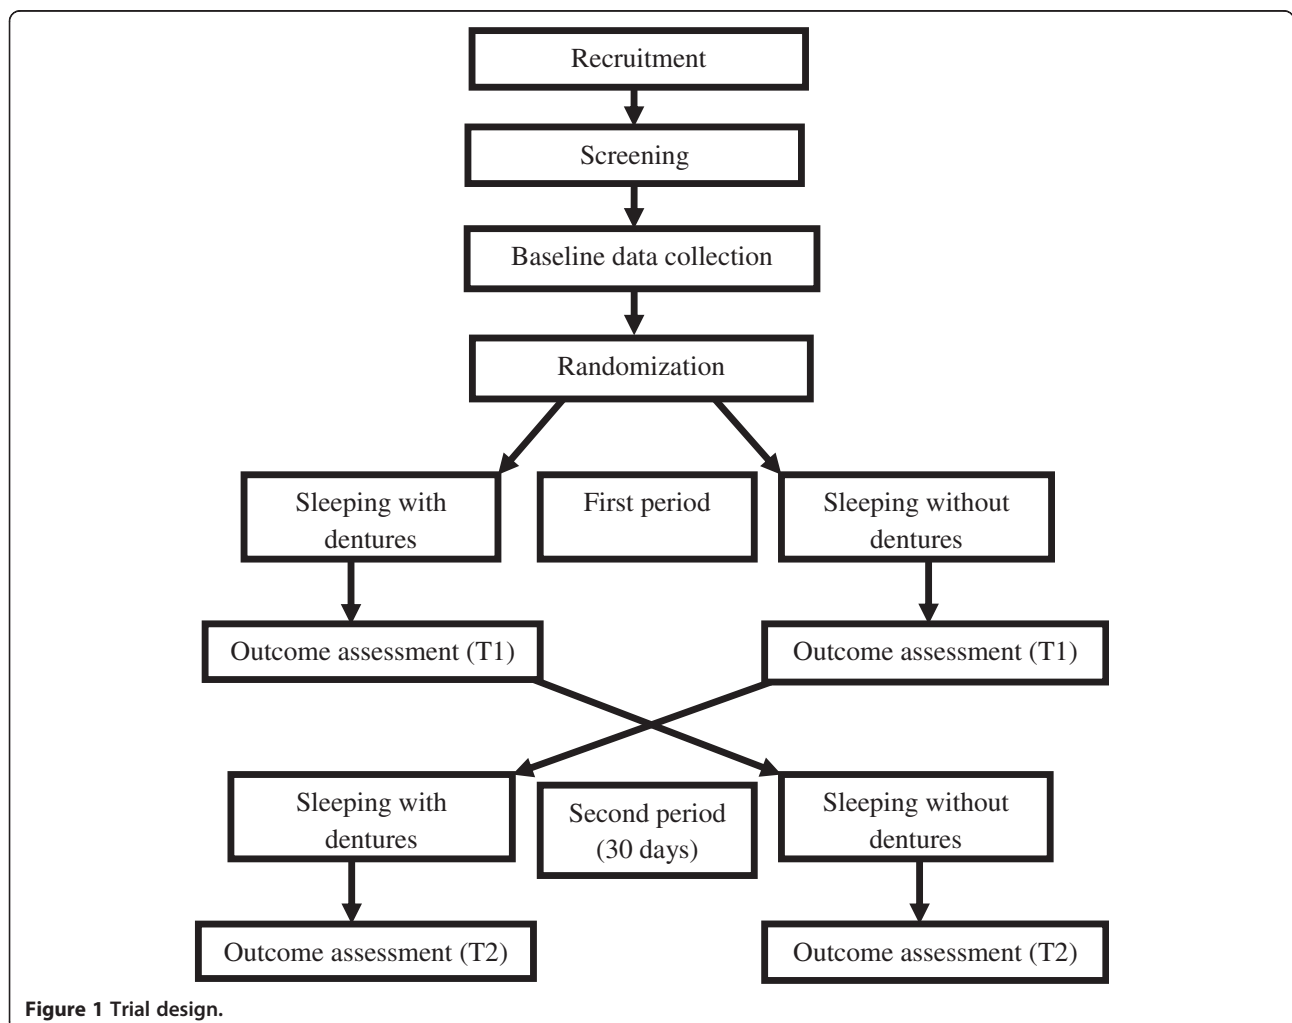 Recruitment
Screening
Baseline data collection
Randomization
Sleeping with
dentures
First period
Sleeping without
dentures
Outcome assessment (T1)
Outcome assessment (T1)
Sleeping with
dentures
Second period
(30 days)
Sleeping without
dentures
Outcome assessment (T2)
Outcome assessment (T2)
Figure 1 Trial design.